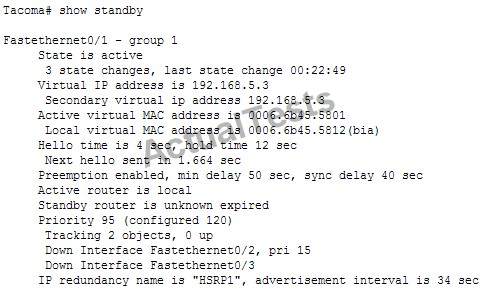 Tacoma# show standby
Fastethernet0/1 - group 1
State is active
3 state changes, last state change 00:22:49
Virtual IP address is 192.168.5.3
Secondary virtual ip address 192.168.5.3
Active virtual MAC address is 0006.6b45.5801
Local virtual MAC address is 0006.6b45.5812(bia)
Hello time is 4 sec, hold time 12 sec
Next hello sent in 1.664 sec
Preemption enabled, min delay 50 sec, sync delay 40 sec
Active router is local
Standby router is unknown expired
Priority 95 (configured 120)
Tracking 2 objects, 0 up
Down Interface Fastethernet0/2, pri 15
Down Interface Fastethernet0/3
IP redundancy name is "HSRP1", advertisement interval is 34 sec
ActualTests